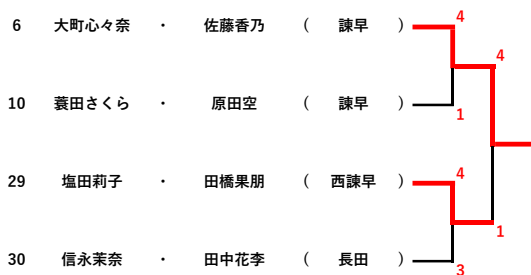 6 大町心々奈 ・ 佐藤香乃 ( 諫早 ) 4
4
10 蓑田さくら ・ 原田空 ( 諫早 ) 1
29 塩田莉子 ・ 田橋果朋 ( 西諫早 ) 4
1
30 信永茉奈 ・ 田中花李 ( 長田 ) 3